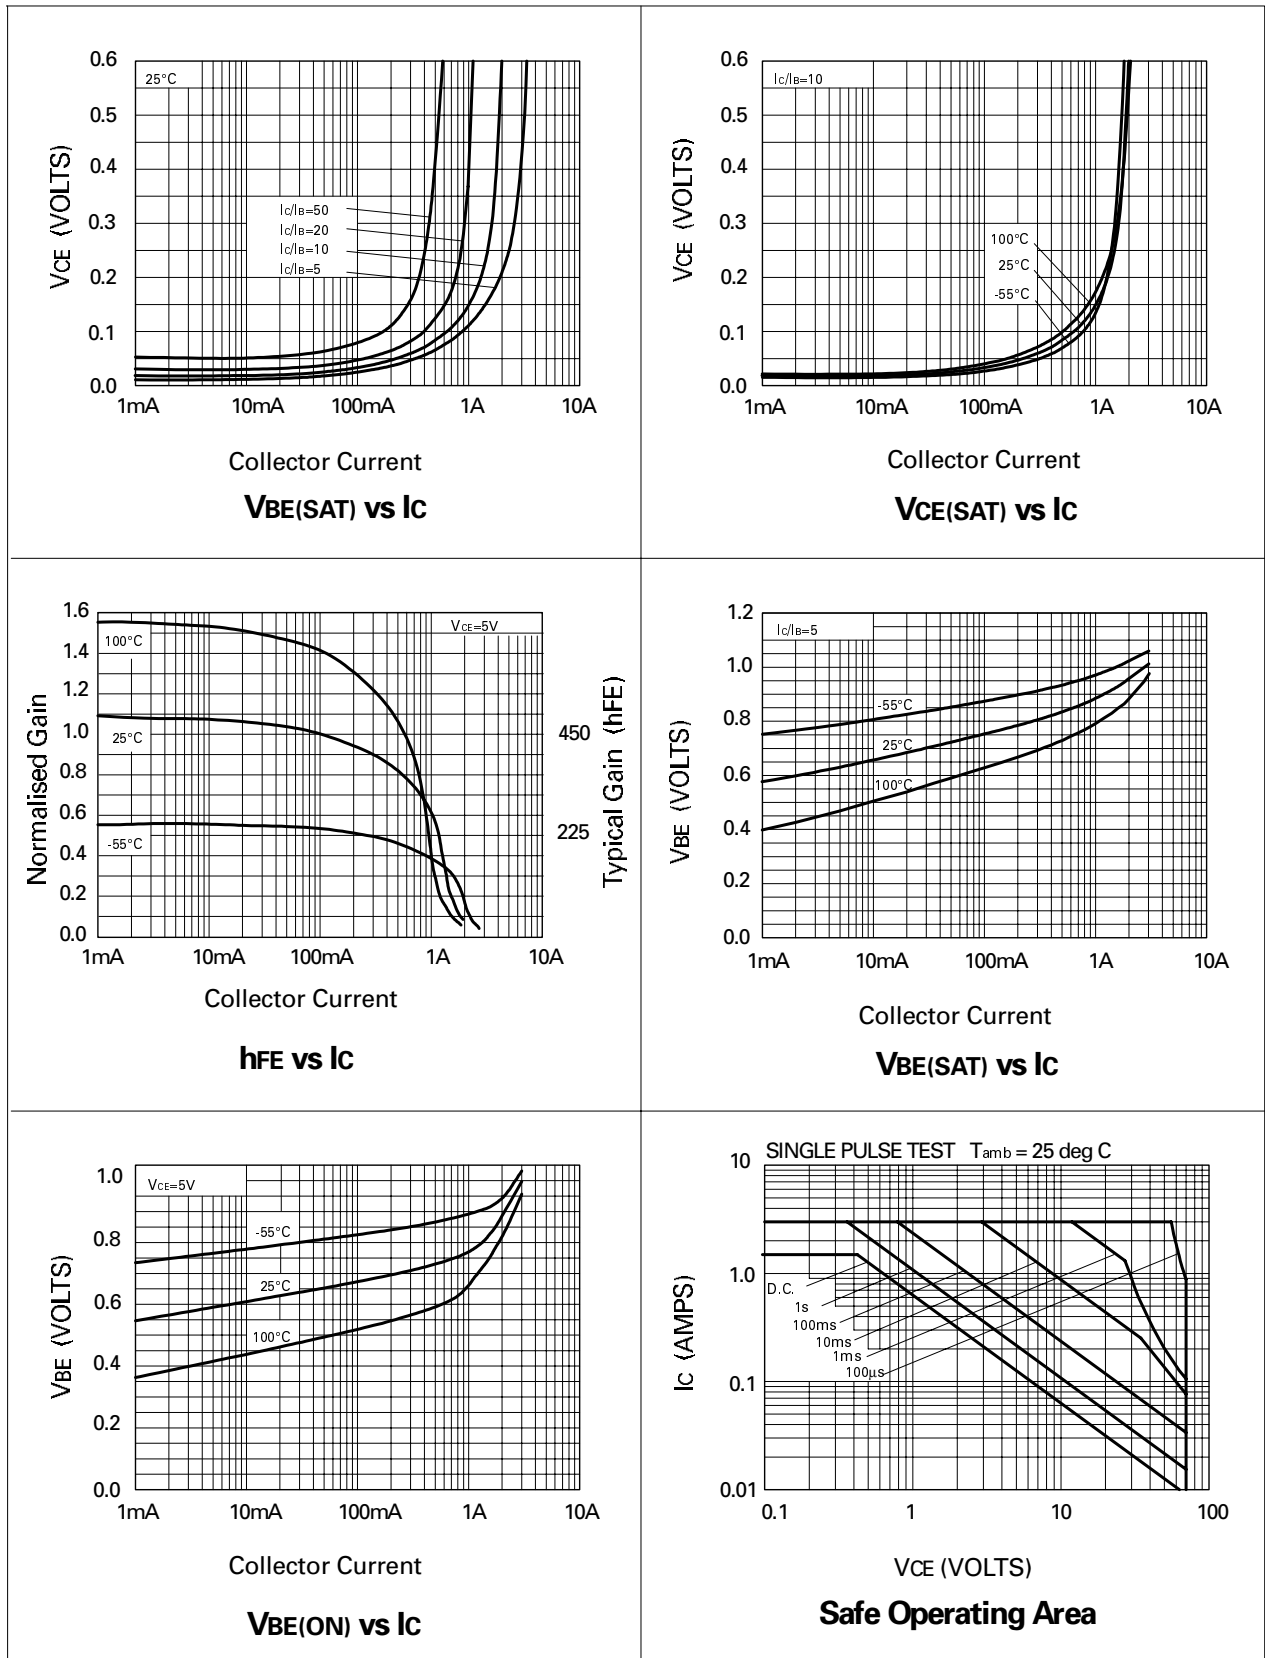 25°C
VCE (VOLTS)
0.6
0.5
0.4
0.3
0.2
0.1
0.0
IC/IB=50
IC/IB=20
IC/IB=10
IC/IB=5
1mA 10mA 100mA 1A 10A
Collector Current
VBE(SAT) vs IC
IC/IB=10
VCE (VOLTS)
0.6
0.5
0.4
0.3
0.2
0.1
0.0
100°C
25°C
-55°C
1mA 10mA 100mA 1A 10A
Collector Current
VCE(SAT) vs IC
VCE=5V
Normalised Gain
1.6
1.4
1.2
1.0
0.8
0.6
0.4
0.2
0.0
100°C
25°C
-55°C
450
225
Typical Gain (hFE)
1mA 10mA 100mA 1A 10A
Collector Current
hFE vs IC
IC/IB=5
VBE (VOLTS)
1.2
1.0
0.8
0.6
0.4
0.2
0.0
-55°C
25°C
100°C
1mA 10mA 100mA 1A 10A
Collector Current
VBE(SAT) vs IC
VCE=5V
VBE (VOLTS)
1.0
0.8
0.6
0.4
0.2
0.0
-55°C
25°C
100°C
1mA 10mA 100mA 1A 10A
Collector Current
VBE(ON) vs IC
SINGLE PULSE TEST Tamb = 25 deg C
IC (AMPS)
10
1.0
0.1
0.01
D.C.
1s
100ms
10ms
1ms
100µs
0.1 1 10 100
VCE (VOLTS)
Safe Operating Area